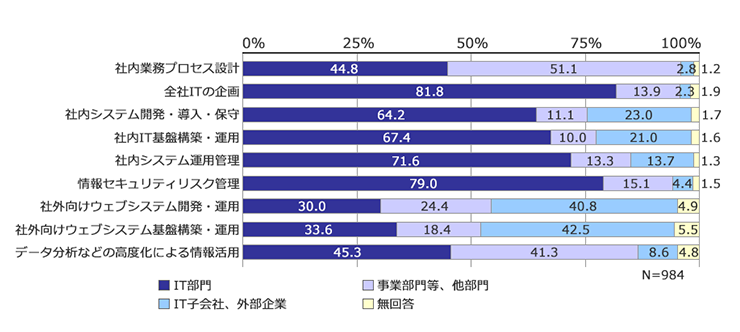 0% 25% 50% 75% 100%
社内業務プロセス設計 44.8 51.1 2.8 1.2
全社ITの企画 81.8 13.9 2.3 1.9
社内システム開発・導入・保守 64.2 11.1 23.0 1.7
社内IT基盤構築・運用 67.4 10.0 21.0 1.6
社内システム運用管理 71.6 13.3 13.7 1.3
情報セキュリティリスク管理 79.0 15.1 4.4 1.5
社外向けウェブシステム開発・運用 30.0 24.4 40.8 4.9
社外向けウェブシステム基盤構築・運用 33.6 18.4 42.5 5.5
データ分析などの高度化による情報活用 45.3 41.3 8.6 4.8
N=984
IT部門 事業部門等、他部門
IT子会社、外部企業 無回答